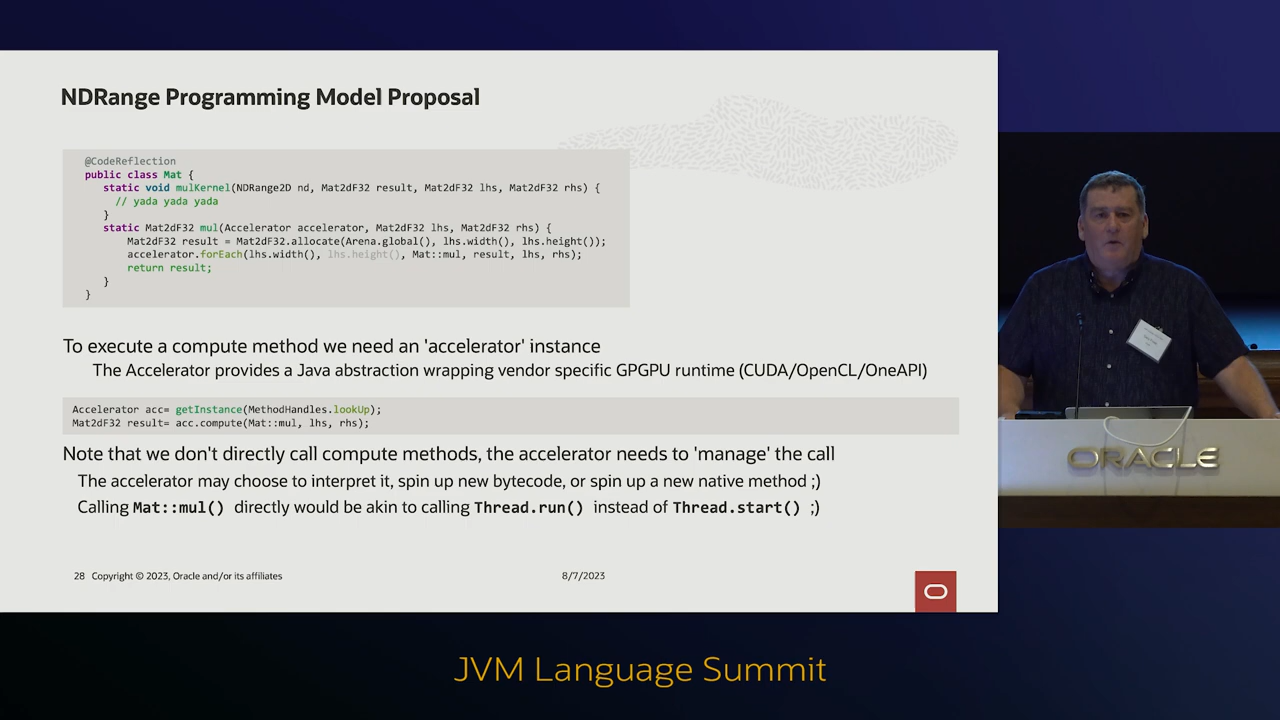 NDRange Programming Model Proposal
@CodeReflection
public class Mat {
static void mulKernel(NDRange2D nd, Mat2dF32 result, Mat2dF32 lhs, Mat2dF32 rhs) {
// yada yada yada
}
static Mat2dF32 mul(Accelerator accelerator, Mat2dF32 lhs, Mat2dF32 rhs) {
Mat2dF32 result = Mat2dF32.allocate(Arena.global(), lhs.width(), lhs.height());
accelerator.forEach(lhs.width(), lhs.height(), Mat::mul, result, lhs, rhs);
return result;
}
}
To execute a compute method we need an 'accelerator' instance
The Accelerator provides a Java abstraction wrapping vendor specific GPGPU runtime (CUDA/OpenCL/OneAPI)
Accelerator acc= getInstance(MethodHandles.lookUp);
Mat2dF32 result= acc.compute(Mat::mul, lhs, rhs);
Note that we don't directly call compute methods, the accelerator needs to 'manage' the call
The accelerator may choose to interpret it, spin up new bytecode, or spin up a new native method ;)
Calling Mat::mul() directly would be akin to calling Thread.run() instead of Thread.start() ;)
28 Copyright © 2023, Oracle and/or its affiliates
8/7/2023
ORACLE
JVM Language Summit